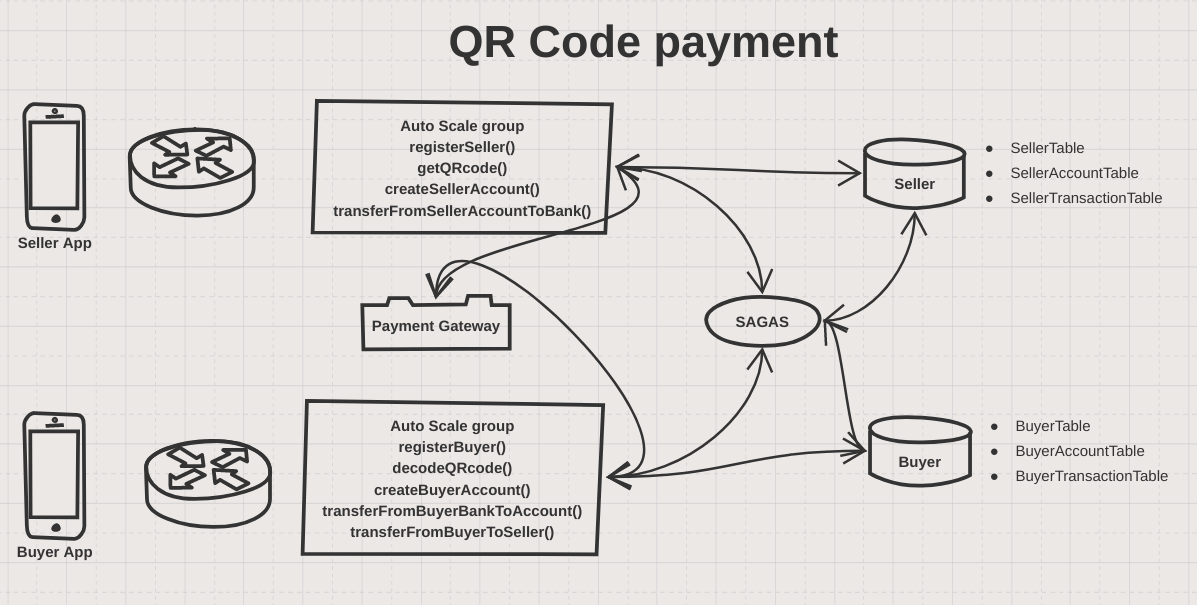 QR Code payment
Auto Scale group
registerSeller()
getQRcode()
createSellerAccount()
transferFromSellerAccountToBank()
Seller App
Seller
SellerTable
SellerAccountTable
SellerTransactionTable
Payment Gateway
SAGAS
Auto Scale group
registerBuyer()
decodeQRcode()
createBuyerAccount()
transferFromBuyerBankToAccount()
transferFromBuyerToSeller()
Buyer App
Buyer
BuyerTable
BuyerAccountTable
BuyerTransactionTable